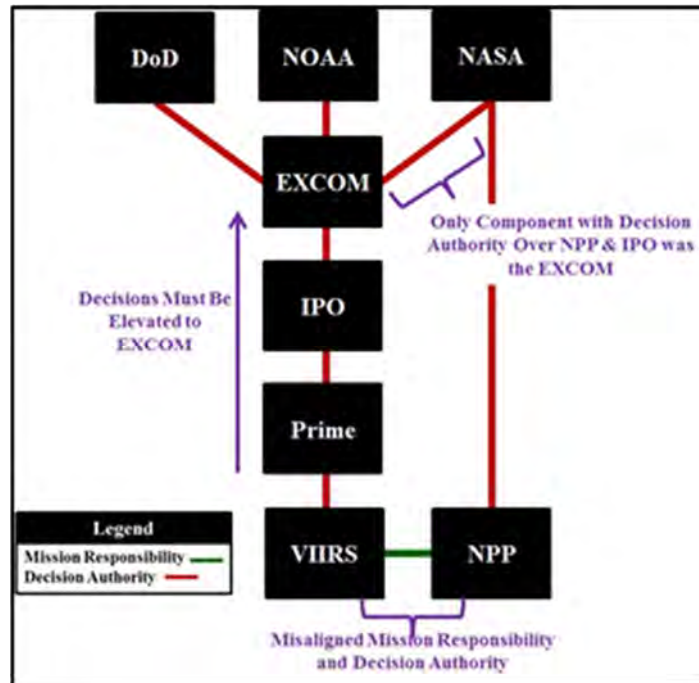 DoD
NOAA
NASA
EXCOM
Only Component with Decision
Authority Over NPP & IPO was
the EXCOM
Decisions Must Be
Elevated to
EXCOM
IPO
Prime
Legend
Mission Responsibility
Decision Authority
VIIRS
NPP
Misaligned Mission Responsibility
and Decision Authority